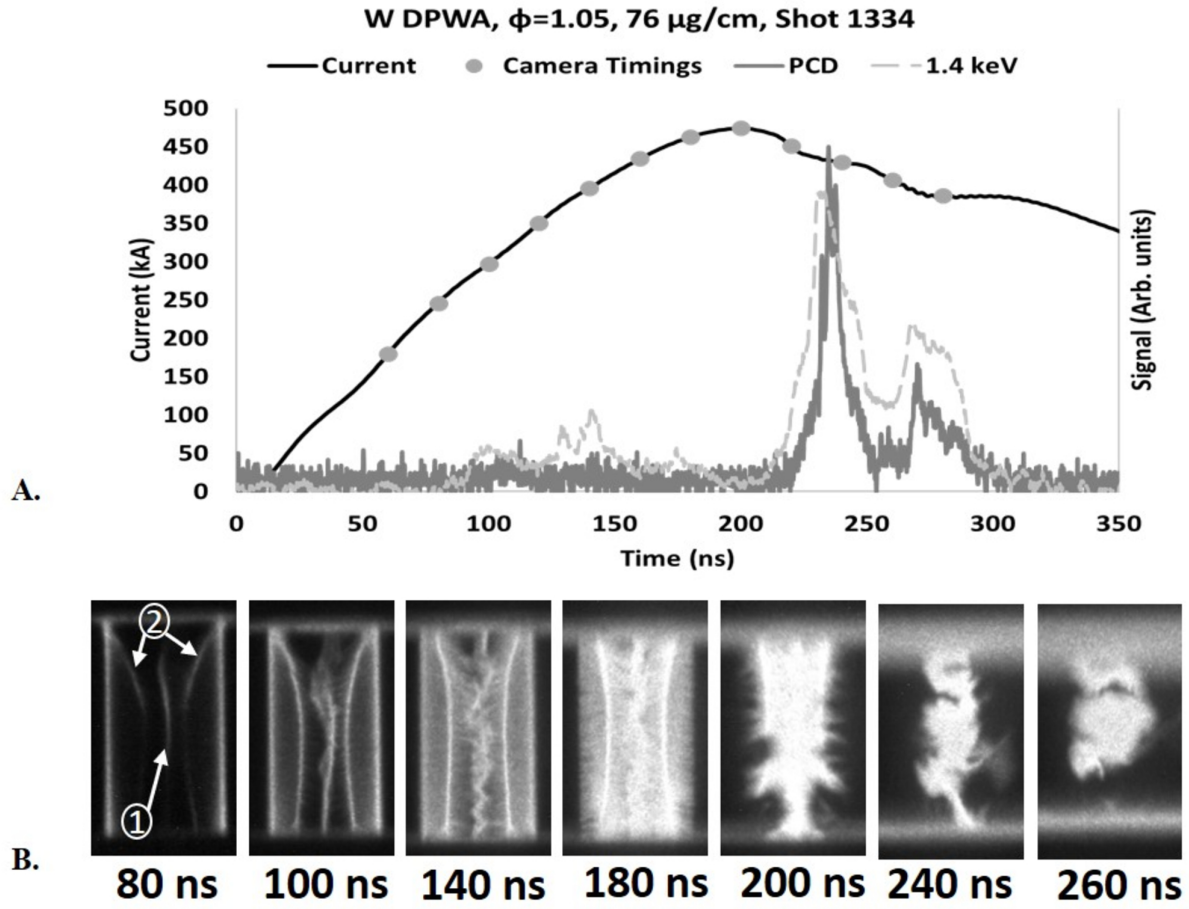 W DPWA, ϕ=1.05, 76 µg/cm, Shot 1334
Current Camera Timings PCD 1.4 keV
500
450
400
350
300
250
200
150
100
50
0
Current (kA)
Signal (Arb. units)
0 50 100 150 200 250 300 350
Time (ns)
A.
2
1
B.
80 ns 100 ns 140 ns 180 ns 200 ns 240 ns 260 ns